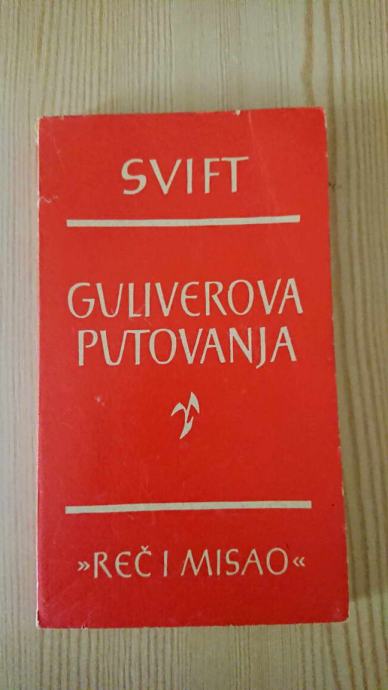 SVIFT
GULIVEROVA
PUTOVANJA
»REČ I MISAO«